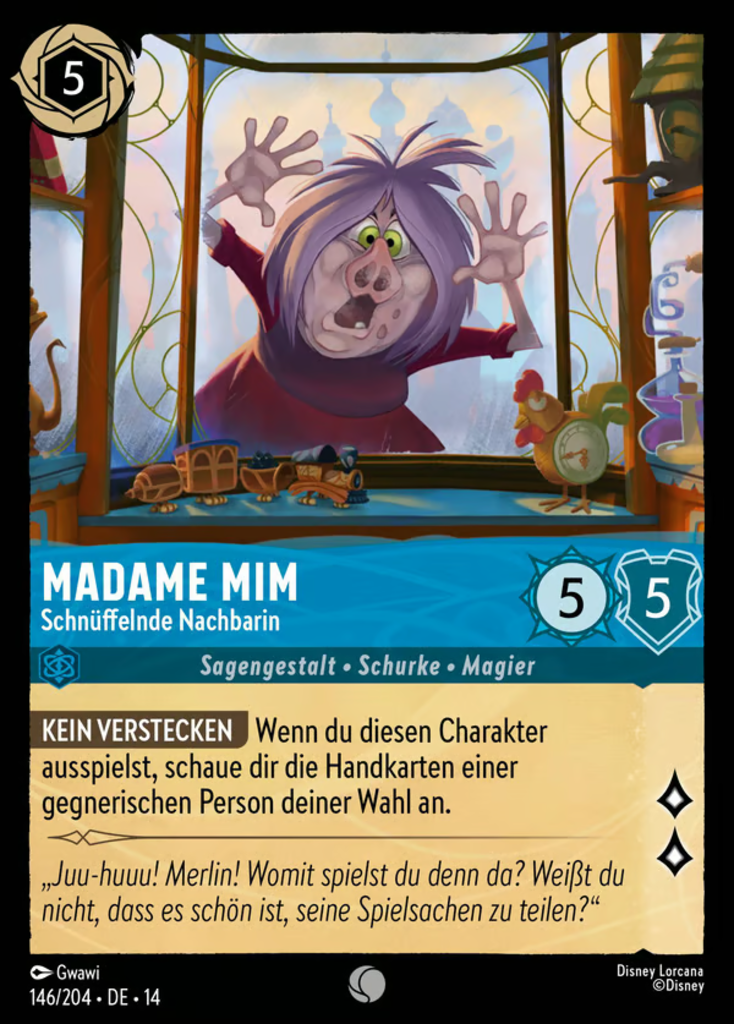 5
MADAME MIM
Schnüffelnde Nachbarin
5
5
Sagengestalt • Schurke • Magier
KEIN VERSTECKEN Wenn du diesen Charakter
ausspielst, schaue dir die Handkarten einer
gegnerischen Person deiner Wahl an.
„Juu-huuu! Merlin! Womit spielst du denn da? Weißt du
nicht, dass es schön ist, seine Spielsachen zu teilen?“
Gwawi
146/204 • DE • 14
Disney Lorcana
©Disney